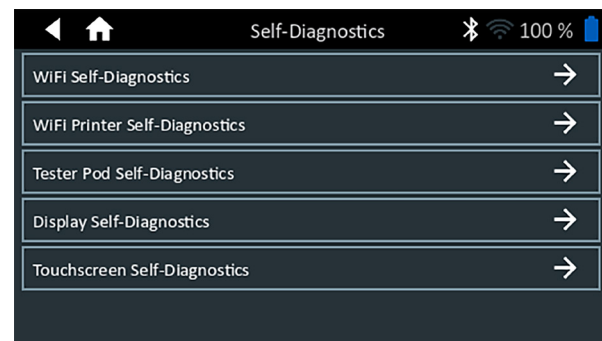 Self-Diagnostics 100 %
WiFi Self-Diagnostics
WiFi Printer Self-Diagnostics
Tester Pod Self-Diagnostics
Display Self-Diagnostics
Touchscreen Self-Diagnostics